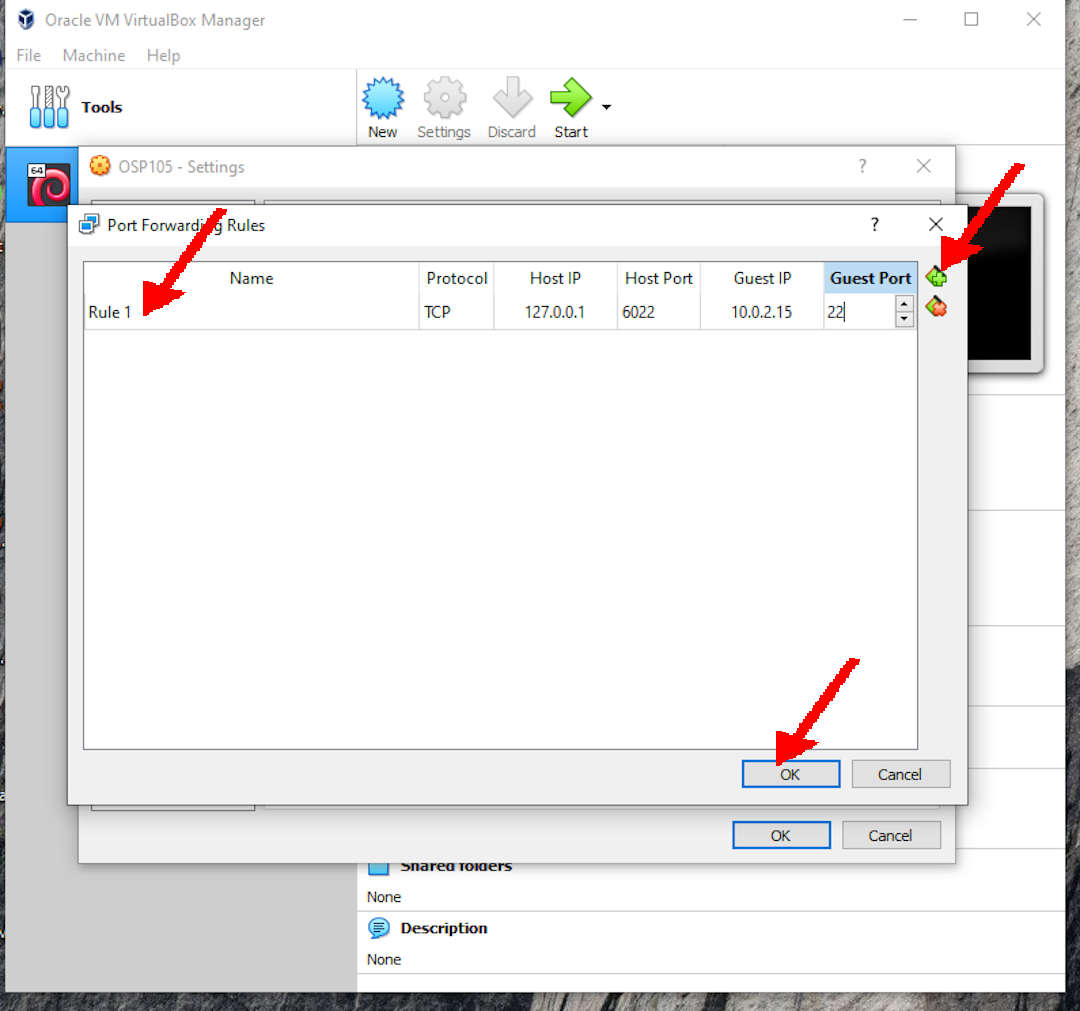 Oracle VM VirtualBox Manager
File Machine Help
Tools
New Settings Discard Start
64
OSP105 - Settings ?
Port Forwarding Rules ?
Name Protocol Host IP Host Port Guest IP Guest Port
Rule 1 TCP 127.0.0.1 6022 10.0.2.15 22
OK Cancel
OK Cancel
Shared folders
None
Description
None